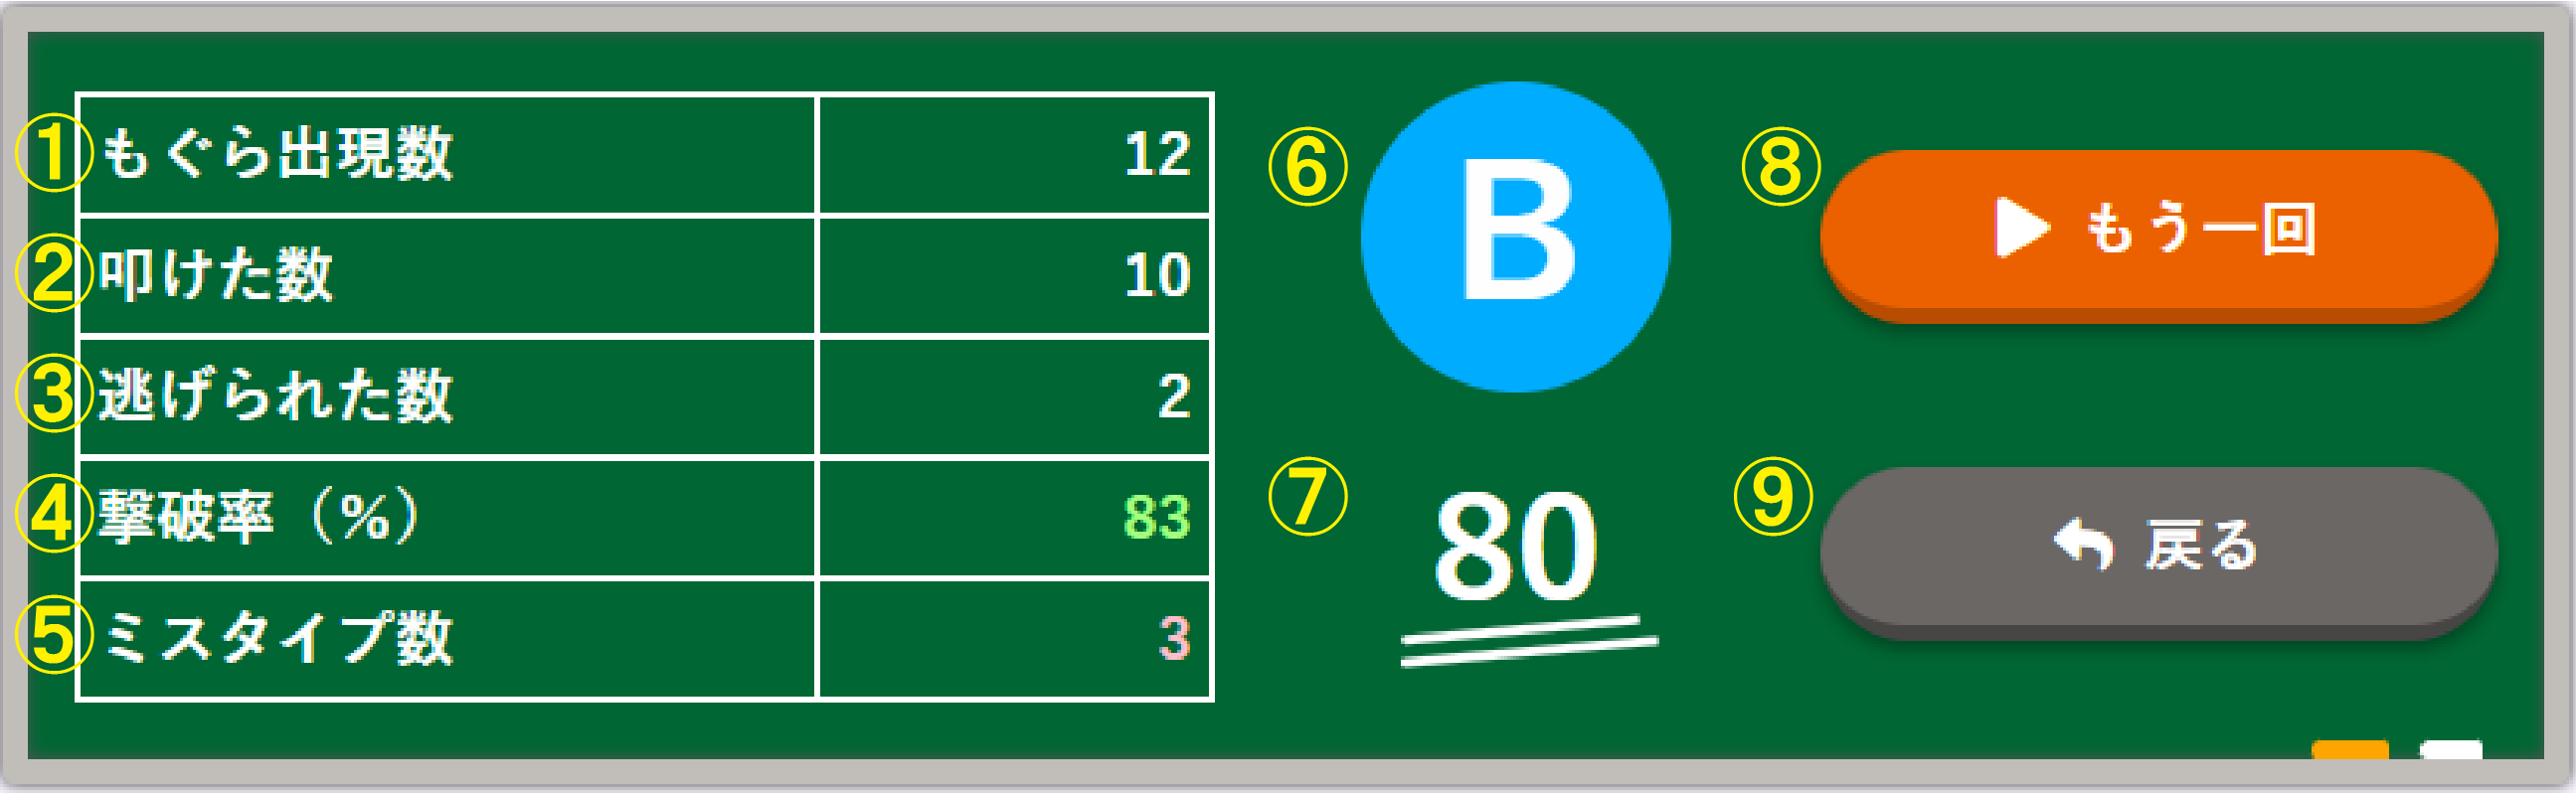 ①もぐら出現数 12
②叩けた数 10
③逃げられた数 2
④撃破率（%） 83
⑤ミスタイプ数 3
⑥ B
⑦ 80
⑧ ▶ もう一回
⑨ 戻る